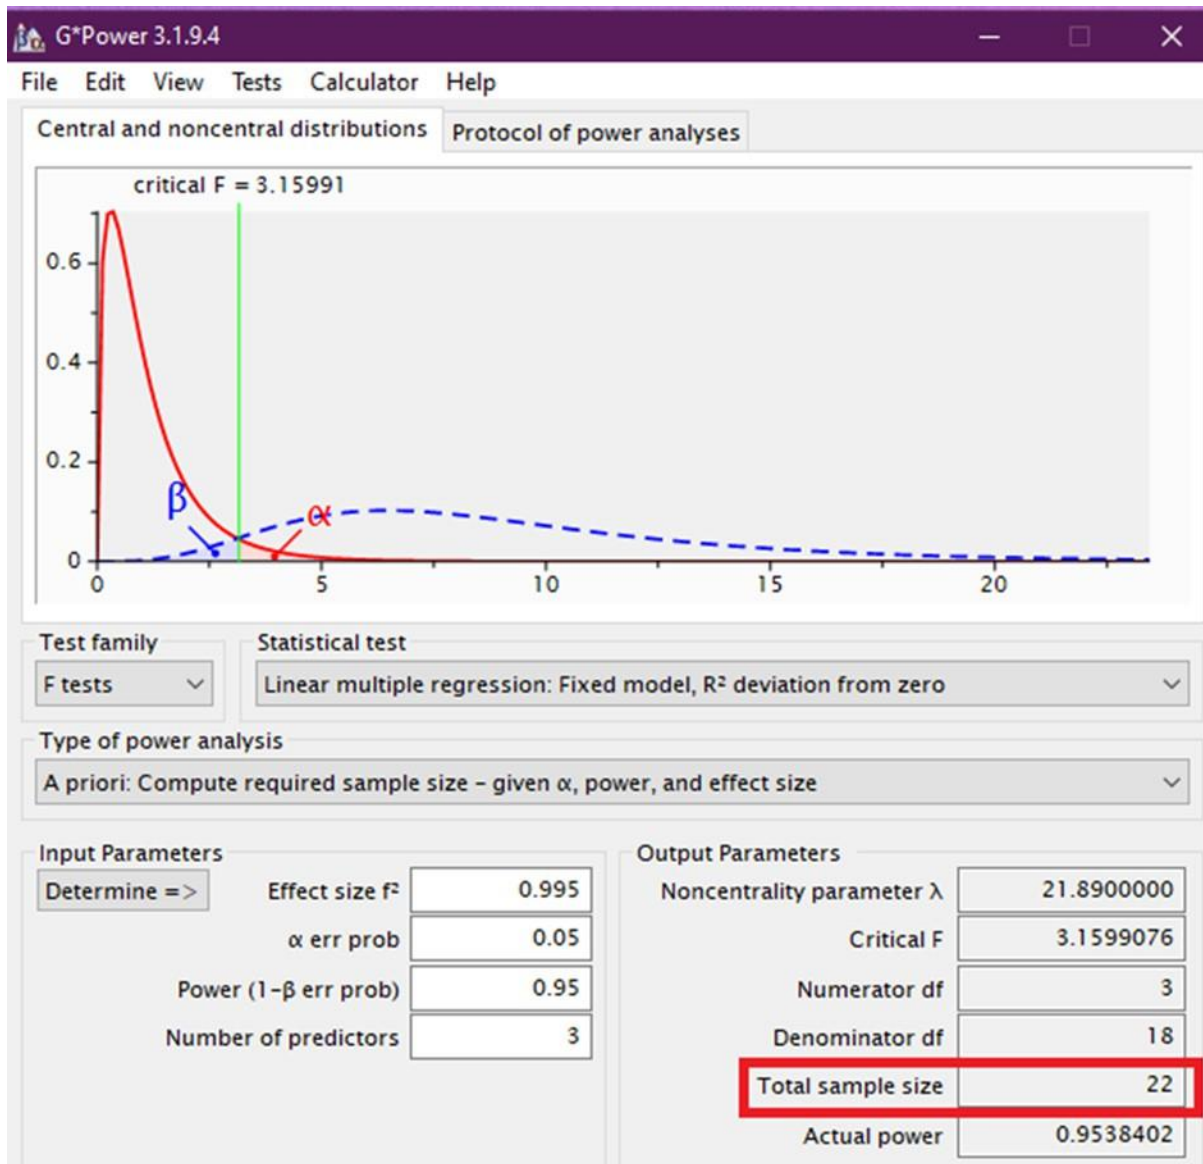 G*Power 3.1.9.4
File Edit View Tests Calculator Help
Central and noncentral distributions Protocol of power analyses
critical F = 3.15991
0.6
0.4
0.2
0
β
α
0 5 10 15 20
Test family Statistical test
F tests Linear multiple regression: Fixed model, R² deviation from zero
Type of power analysis
A priori: Compute required sample size - given α, power, and effect size
Input Parameters Output Parameters
Determine => Effect size f² 0.995 Noncentrality parameter λ 21.8900000
α err prob 0.05 Critical F 3.1599076
Power (1-β err prob) 0.95 Numerator df 3
Number of predictors 3 Denominator df 18
Total sample size 22
Actual power 0.9538402